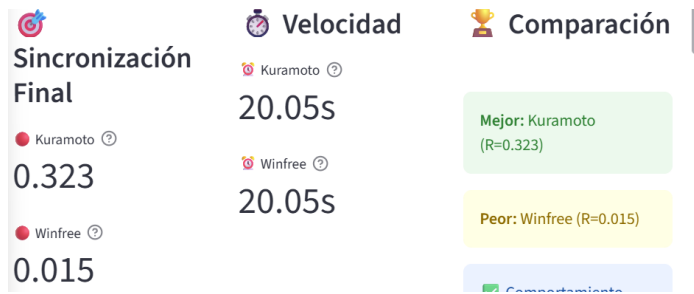 Sincronización
Final
Kuramoto
0.323
Winfree
0.015
Velocidad
Kuramoto
20.05s
Winfree
20.05s
Comparación
Mejor: Kuramoto
(R=0.323)
Peor: Winfree (R=0.015)
Comportamiento